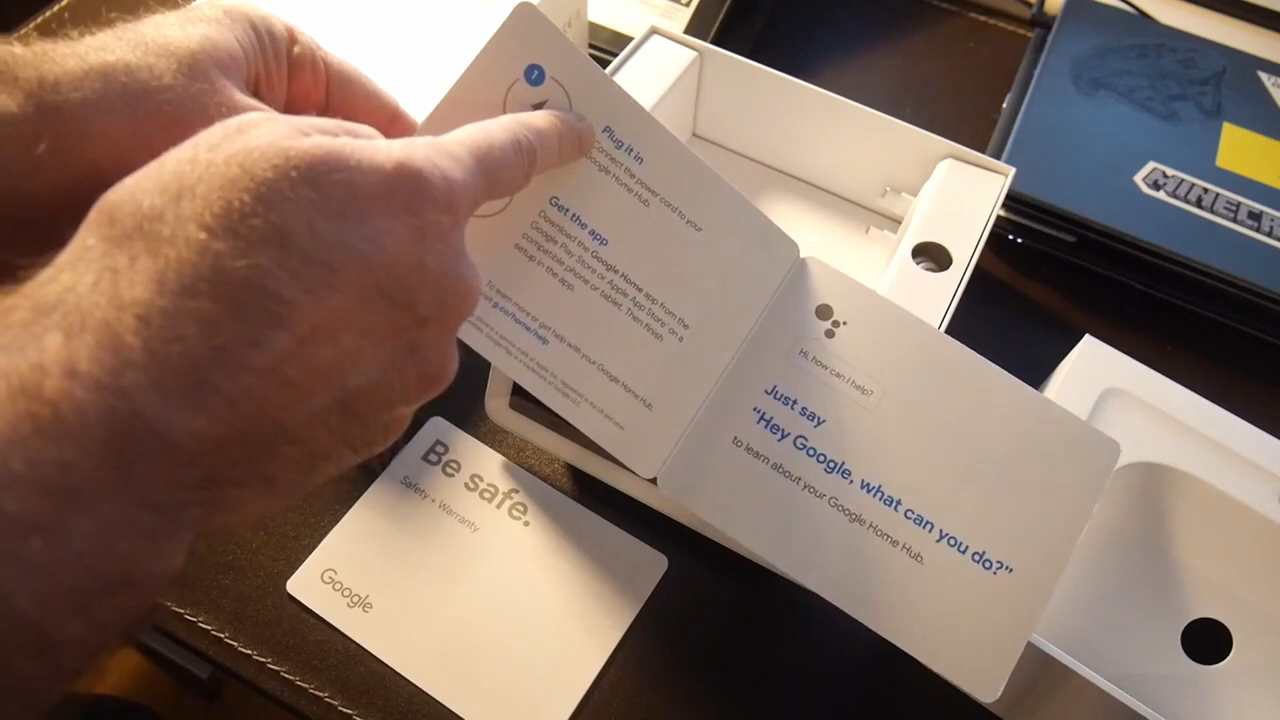 1
Plug it in
Connect the power cord to your
Google Home Hub.
Get the app
Download the Google Home app from the
Google Play Store or Apple App Store on a
compatible phone or tablet. Then finish
setup in the app.
To learn more or get help with your Google Home Hub,
visit g.co/home/help
Hi, how can I help?
Just say
“Hey Google, what can you do?”
to learn about your Google Home Hub.
Be safe.
Safety + Warranty
Google
MINECR